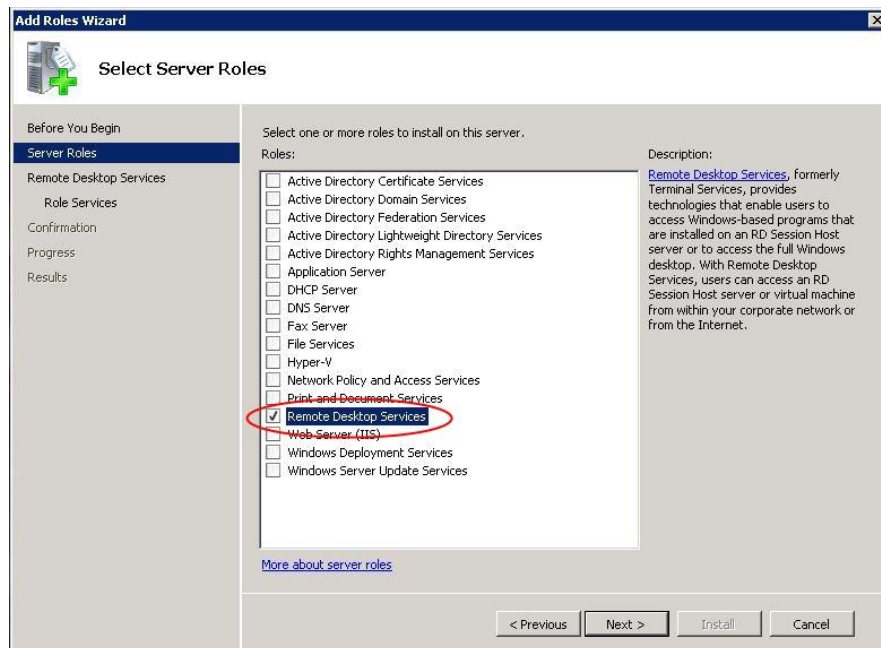 Add Roles Wizard
Select Server Roles
Before You Begin
Server Roles
Remote Desktop Services
Role Services
Confirmation
Progress
Results
Select one or more roles to install on this server.
Roles:
Active Directory Certificate Services
Active Directory Domain Services
Active Directory Federation Services
Active Directory Lightweight Directory Services
Active Directory Rights Management Services
Application Server
DHCP Server
DNS Server
Fax Server
File Services
Hyper-V
Network Policy and Access Services
Print and Document Services
Remote Desktop Services
Web Server (IIS)
Windows Deployment Services
Windows Server Update Services
More about server roles
Description:
Remote Desktop Services, formerly
Terminal Services, provides
technologies that enable users to
access Windows-based programs that
are installed on an RD Session Host
server or to access the full Windows
desktop. With Remote Desktop
Services, users can access an RD
Session Host server or virtual machine
from within your corporate network or
from the Internet.
< Previous
Next >
Install
Cancel